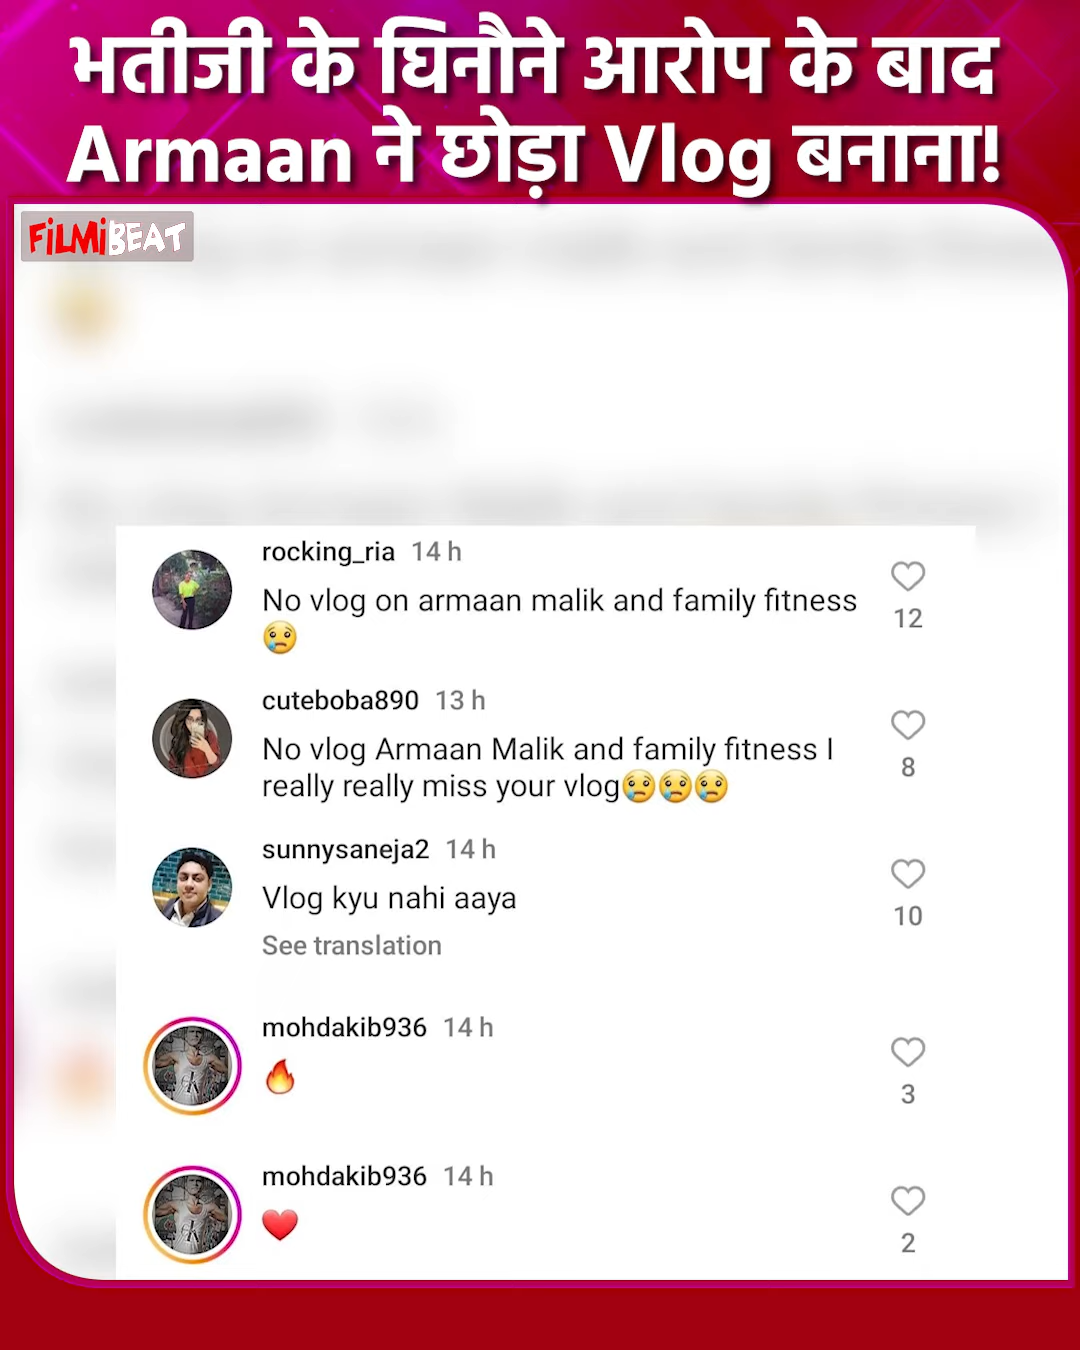 भतीजी के घिनौने आरोप के बाद
Armaan ने छोड़ा Vlog बनाना!
FiLMiBEAT
rocking_ria 14 h
No vlog on armaan malik and family fitness
😢
12
cuteboba890 13 h
No vlog Armaan Malik and family fitness I
really really miss your vlog😢😢😢
8
sunnysaneja2 14 h
Vlog kyu nahi aaya
See translation
10
mohdakib936 14 h
🔥
3
mohdakib936 14 h
❤️
2